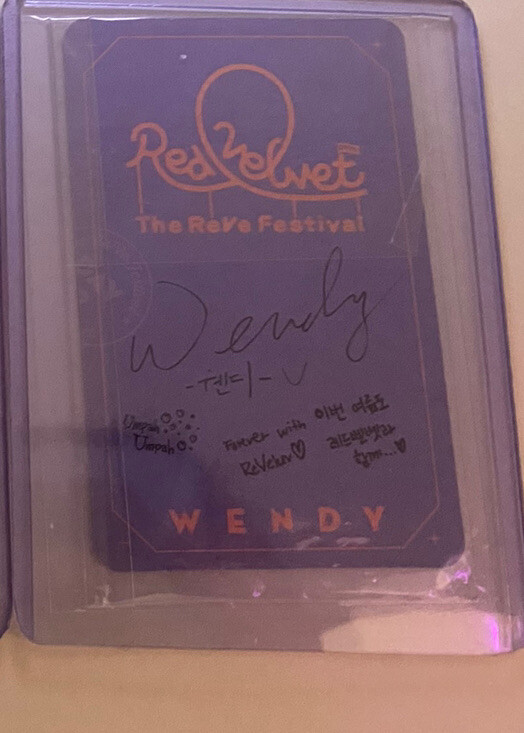 Red Velvet
The ReVe Festival
Wendy
-웬디-
Umpah
Umpah
Forever with
ReVeluv♡
이번 여름도
레드벨벳과
함께...♡
WENDY